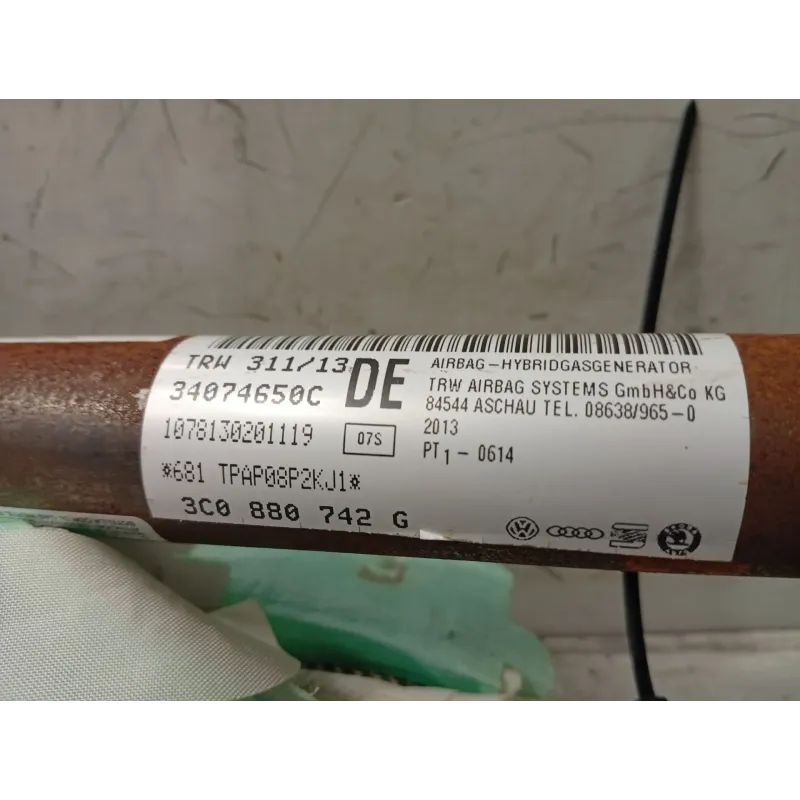 TRW 311/13
34074650C
DE
1078130201119
07S
*681 TPAP08P2KJ1*
3C0 880 742 G
AIRBAG-HYBRIDGASGENERATOR
TRW AIRBAG SYSTEMS GmbH&Co KG
84544 ASCHAU TEL. 08638/965-0
2013
PT1- 0614